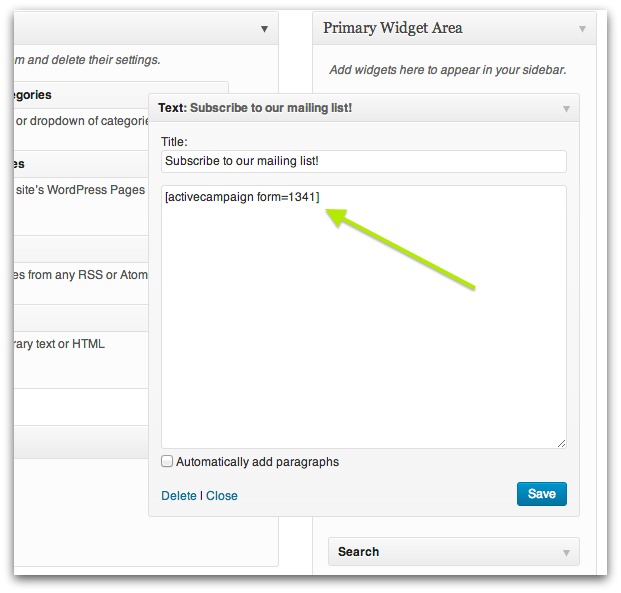 Primary Widget Area
m and delete their settings.
Add widgets here to appear in your sidebar.
egories
or dropdown of categorie
es
site's WordPress Pages
es from any RSS or Atom
rary text or HTML
Text: Subscribe to our mailing list!
Title:
Subscribe to our mailing list!
[activecampaign form=1341]
Automatically add paragraphs
Delete | Close
Save
Search